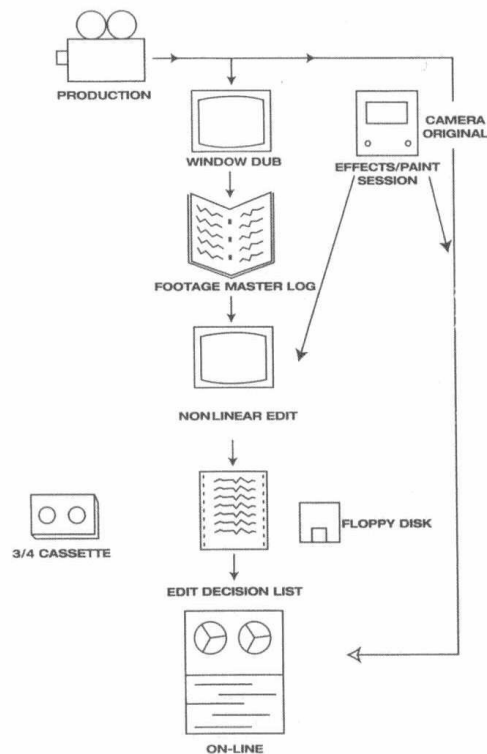 PRODUCTION
CAMERA
ORIGINAL
WINDOW DUB
EFFECTS/PAINT
SESSION
FOOTAGE MASTER LOG
NONLINEAR EDIT
FLOPPY DISK
3/4 CASSETTE
EDIT DECISION LIST
ON-LINE